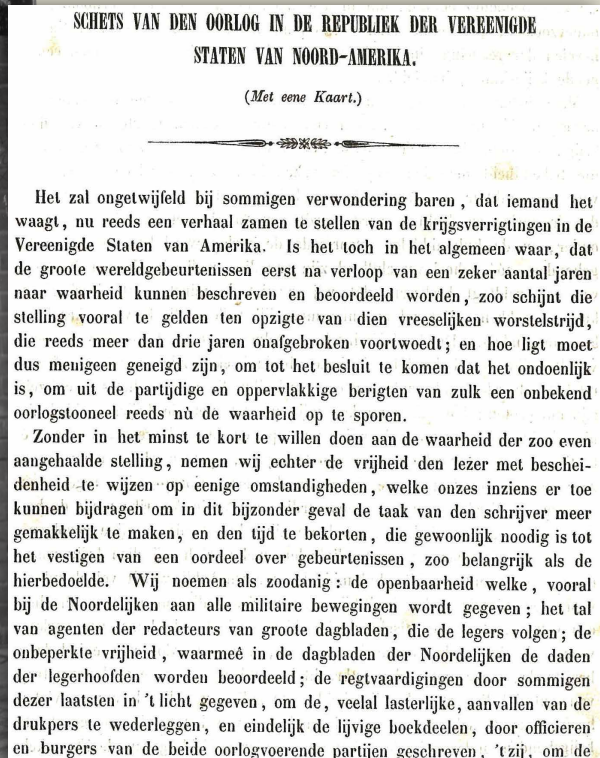 SCHETS VAN DEN OORLOG IN DE REPUBLIEK DER VEREENIGDE
STATEN VAN NOORD-AMERIKA.
(Met eene Kaart.)
Het zal ongetwijfeld bij sommigen verwondering baren, dat iemand het
waagt, nu reeds een verhaal zamen te stellen van de krijgsverrigtingen in de
Vereenigde Staten van Amerika. Is het toch in het algemeen waar, dat
de groote wereldgebeurtenissen eerst na verloop van een zeker aantal jaren
naar waarheid kunnen beschreven en beoordeeld worden, zoo schijnt die
stelling vooral te gelden ten opzigte van dien vreeselijken worstelstrijd,
die reeds meer dan drie jaren onafgebroken voortwoedt; en hoe ligt moet
dus menigeen geneigd zijn, om tot het besluit te komen dat het ondoenlijk
is, om uit de partijdige en oppervlakkige berigten van zulk een onbekend
oorlogstooneel reeds nù de waarheid op te sporen.
Zonder in het minst te kort te willen doen aan de waarheid der zoo even
aangehaalde stelling, nemen wij echter de vrijheid den lezer met beschei-
denheid te wijzen op eenige omstandigheden, welke onzes inziens er toe
kunnen bijdragen om in dit bijzonder geval de taak van den schrijver meer
gemakkelijk te maken, en den tijd te bekorten, die gewoonlijk noodig is tot
het vestigen van een oordeel over gebeurtenissen, zoo belangrijk als de
hierbedoelde. Wij noemen als zoodanig: de openbaarheid welke, vooral
bij de Noordelijken aan alle militaire bewegingen wordt gegeven; het tal
van agenten der redacteurs van groote dagbladen, die de legers volgen; de
onbeperkte vrijheid, waarmeê in de dagbladen der Noordelijken de daden
der legerhoofden worden beoordeeld; de regtvaardigingen door sommigen
dezer laatsten in 't licht gegeven, om de, veelal lasterlijke, aanvallen van de
drukpers te wederleggen, en eindelijk de lijvige boekdeelen, door officieren
en burgers van de beide oorlogvoerende partijen geschreven, 't zij, om de